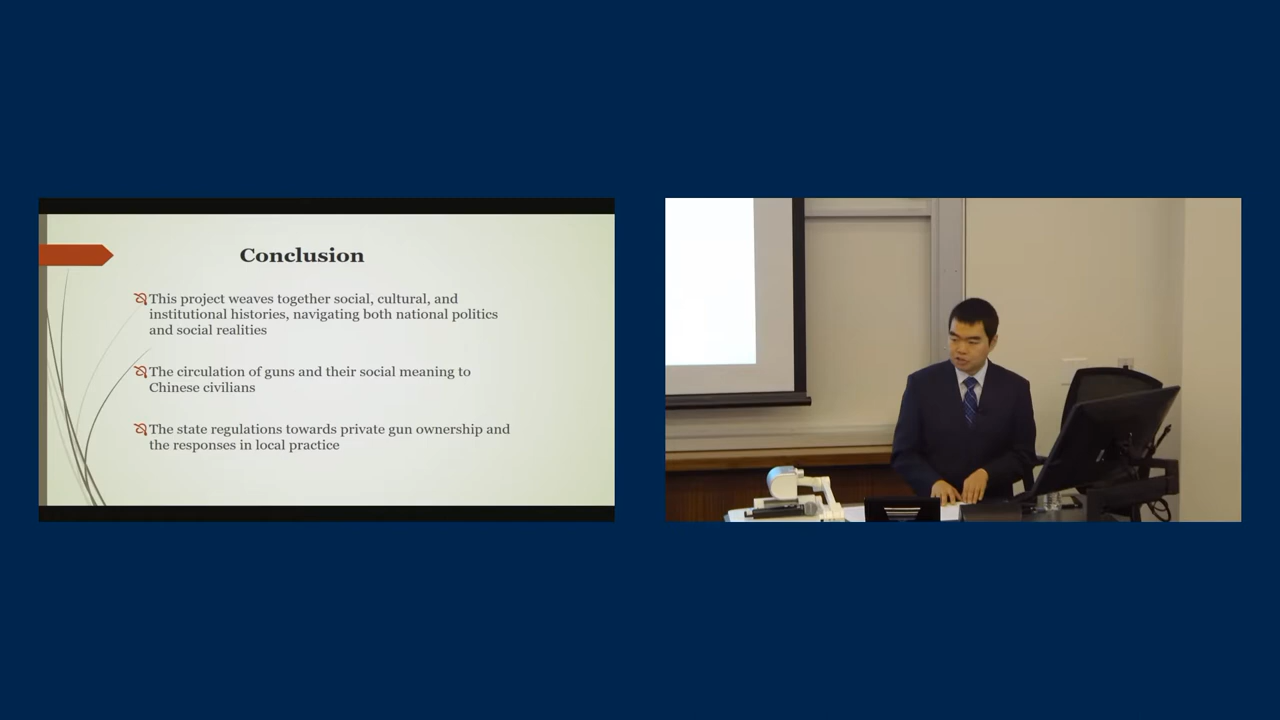 Conclusion
This project weaves together social, cultural, and
institutional histories, navigating both national politics
and social realities
The circulation of guns and their social meaning to
Chinese civilians
The state regulations towards private gun ownership and
the responses in local practice